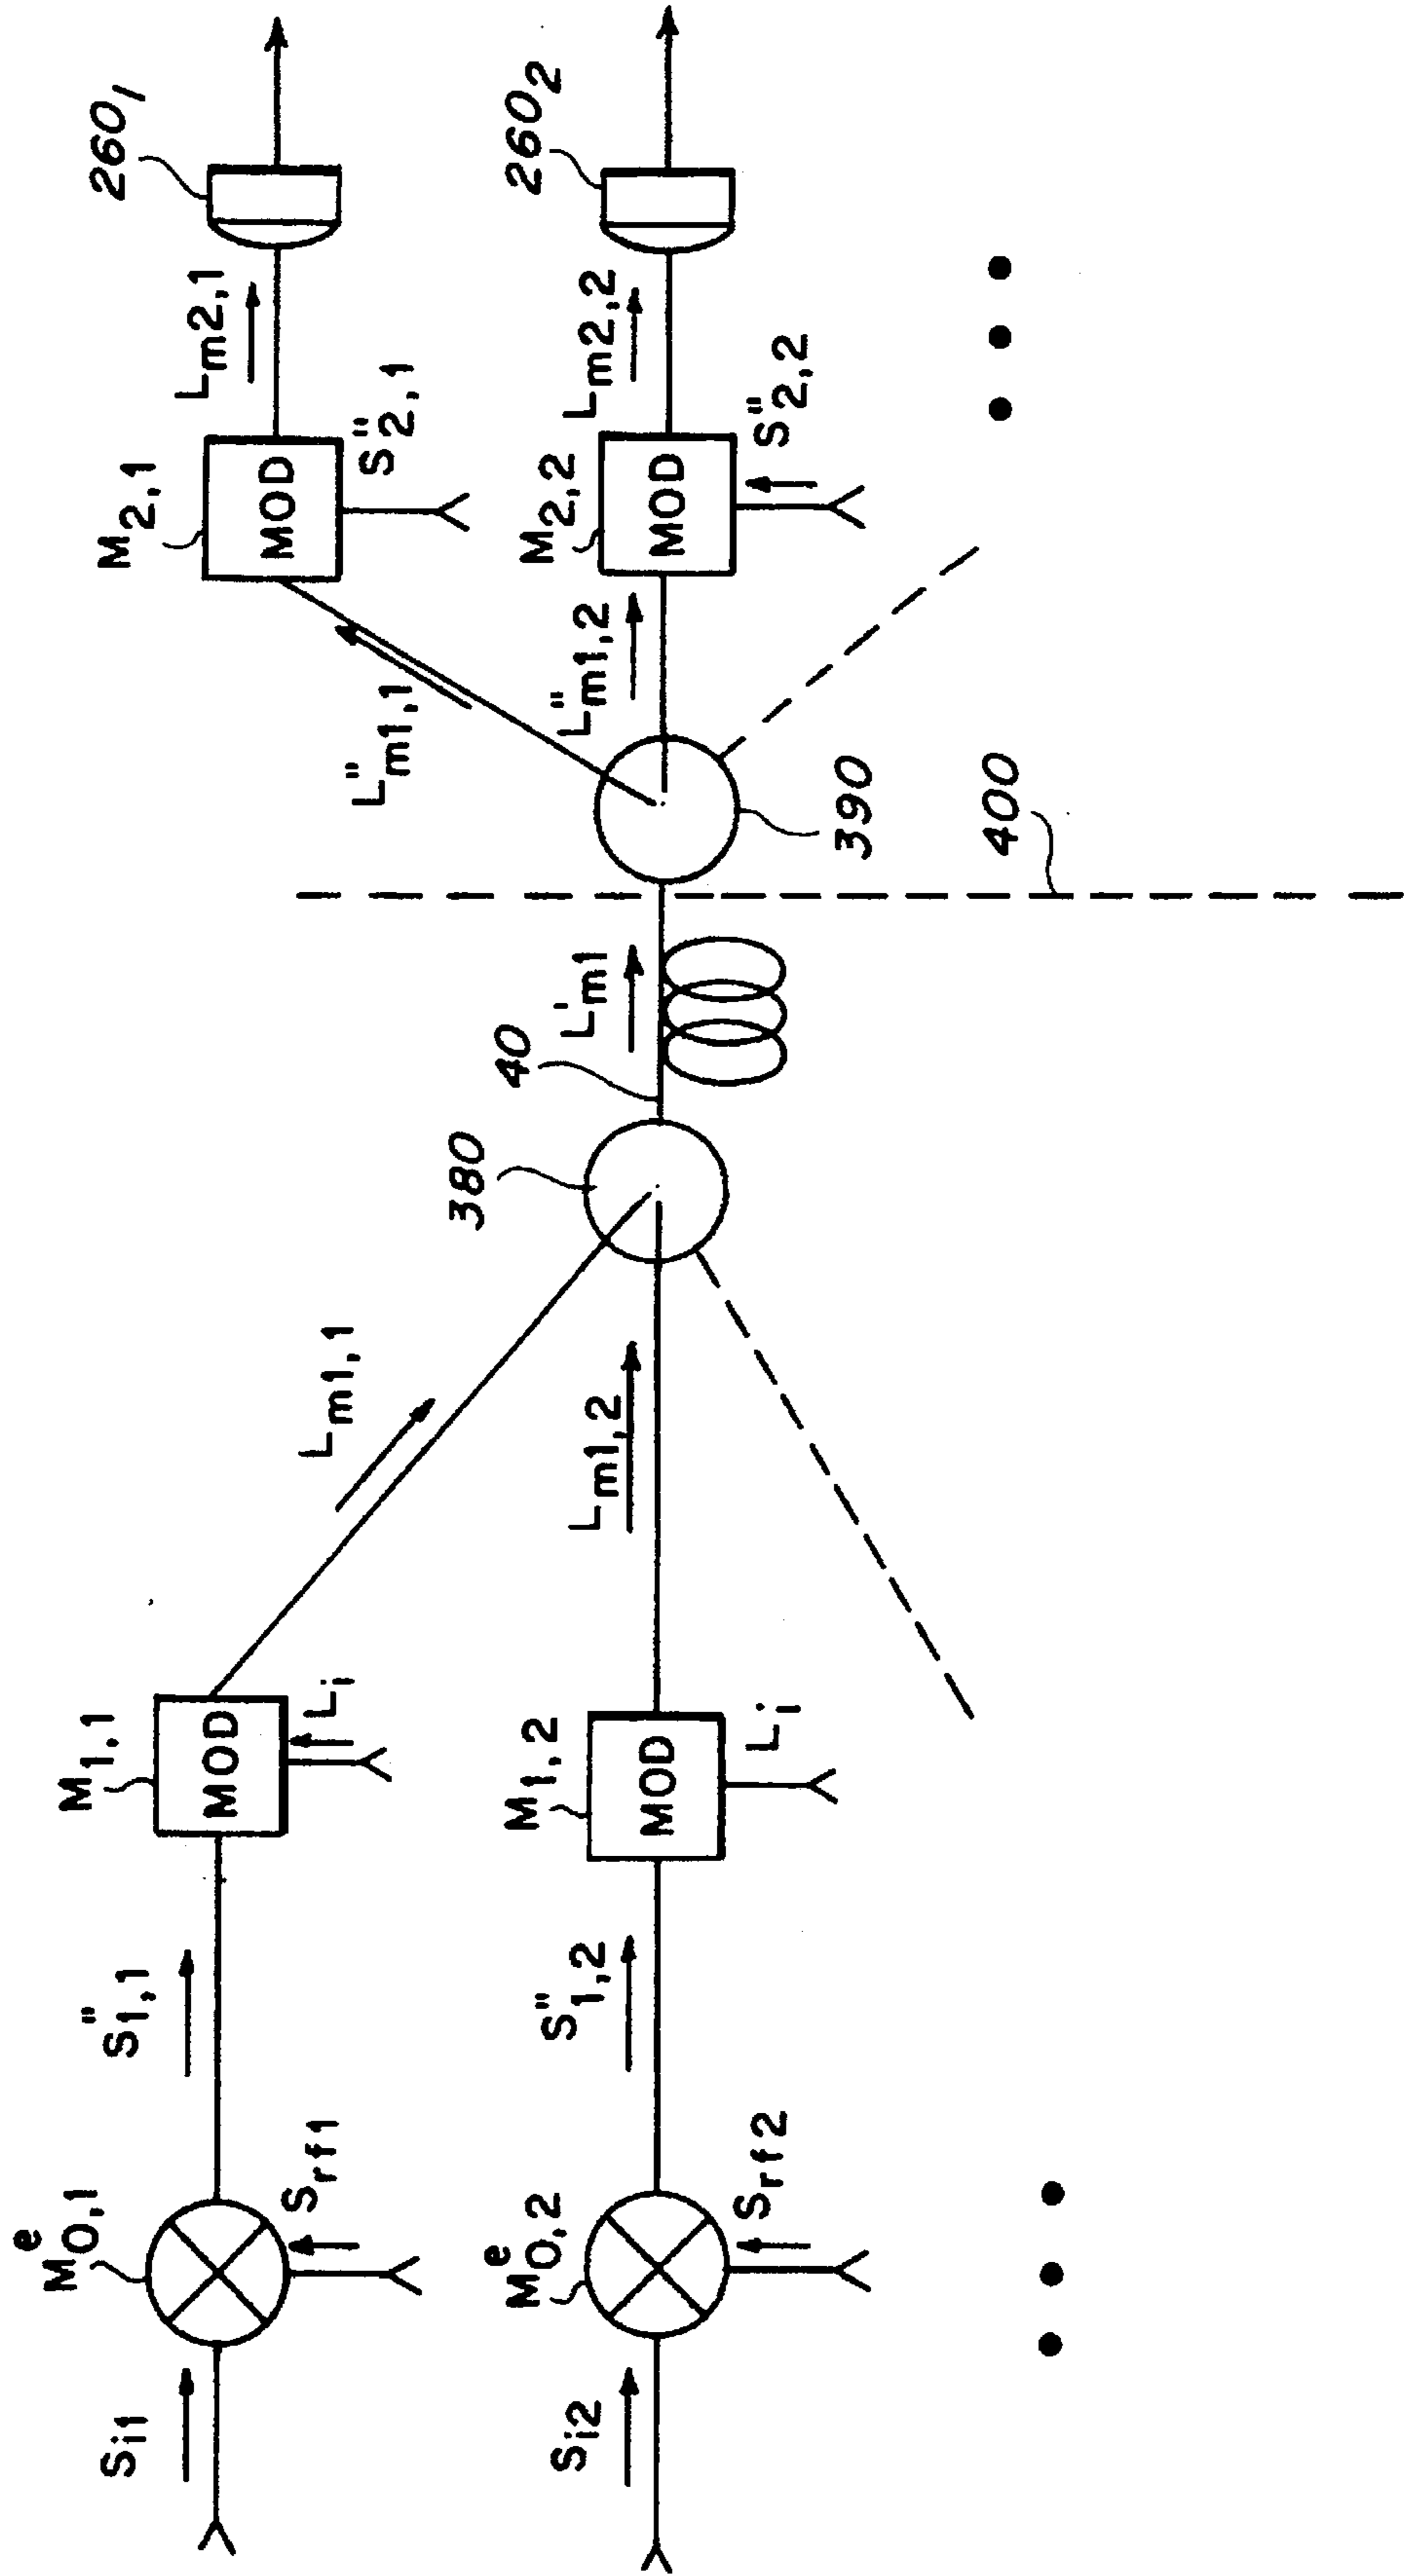 S_i1
M^e_0,1
S_rf1
S"_1,1
M_1,1
MOD
L_i
L_m1,1
L"_m1,1
M_2,1
MOD
S"_2,1
L_m2,1
260_1
S_i2
M^e_0,2
S_rf2
S"_1,2
M_1,2
MOD
L_i
L_m1,2
380
40
L'_m1
390
400
L"_m1,2
M_2,2
MOD
S"_2,2
L_m2,2
260_2